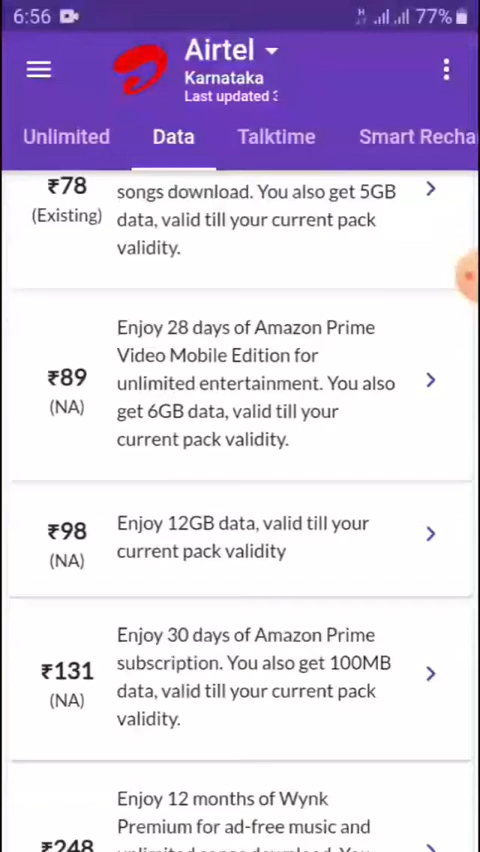 6:56 H 77%
Airtel
Karnataka
Last updated
Unlimited Data Talktime Smart Recha
₹78
(Existing)
songs download. You also get 5GB
data, valid till your current pack
validity.
₹89
(NA)
Enjoy 28 days of Amazon Prime
Video Mobile Edition for
unlimited entertainment. You also
get 6GB data, valid till your
current pack validity.
₹98
(NA)
Enjoy 12GB data, valid till your
current pack validity
₹131
(NA)
Enjoy 30 days of Amazon Prime
subscription. You also get 100MB
data, valid till your current pack
validity.
₹248
Enjoy 12 months of Wynk
Premium for ad-free music and
unlimited songs download. You